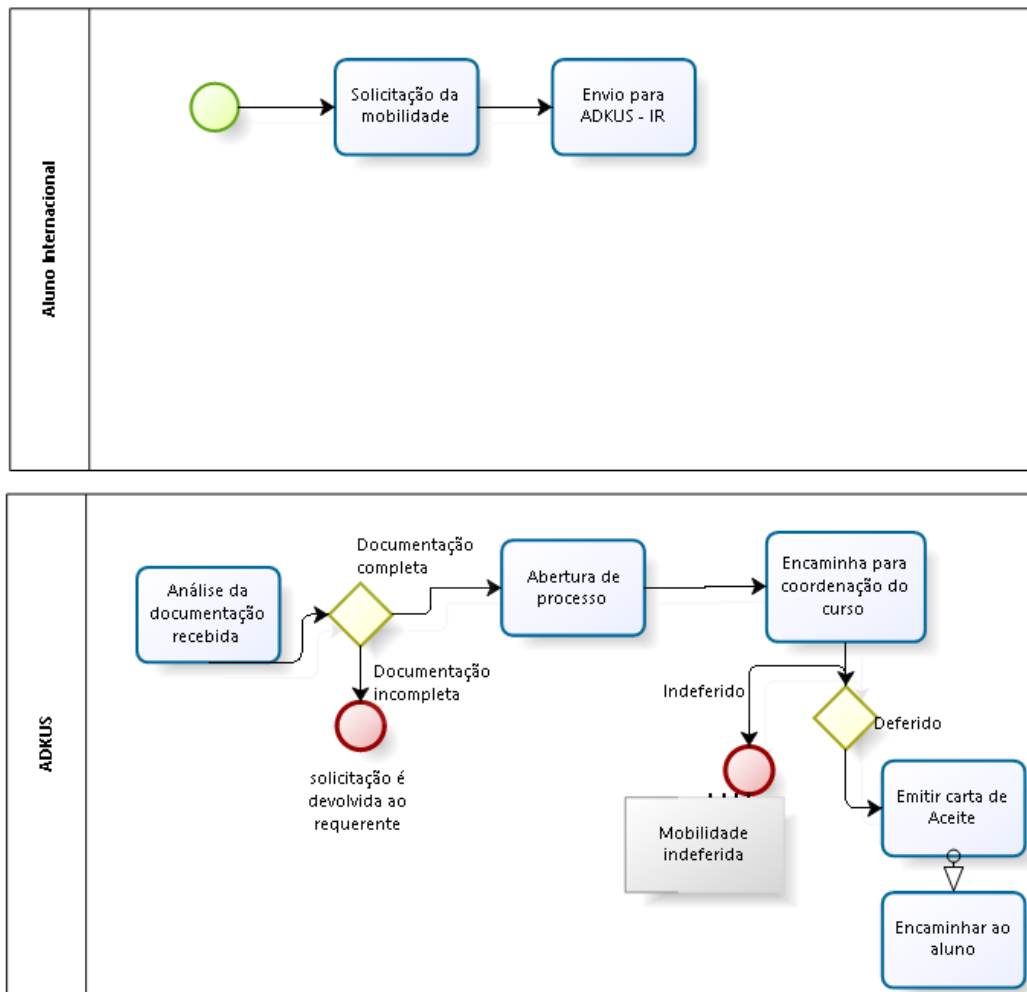 Aluno Internacional
Solicitação da
mobilidade
Envio para
ADKUS - IR
ADKUS
Análise da
documentação
recebida
Documentação
completa
Documentação
incompleta
solicitação é
devolvida ao
requerente
Abertura de
processo
Encaminha para
coordenação do
curso
Indeferido
Deferido
Mobilidade
indeferida
Emitir carta de
Aceite
Encaminhar ao
aluno